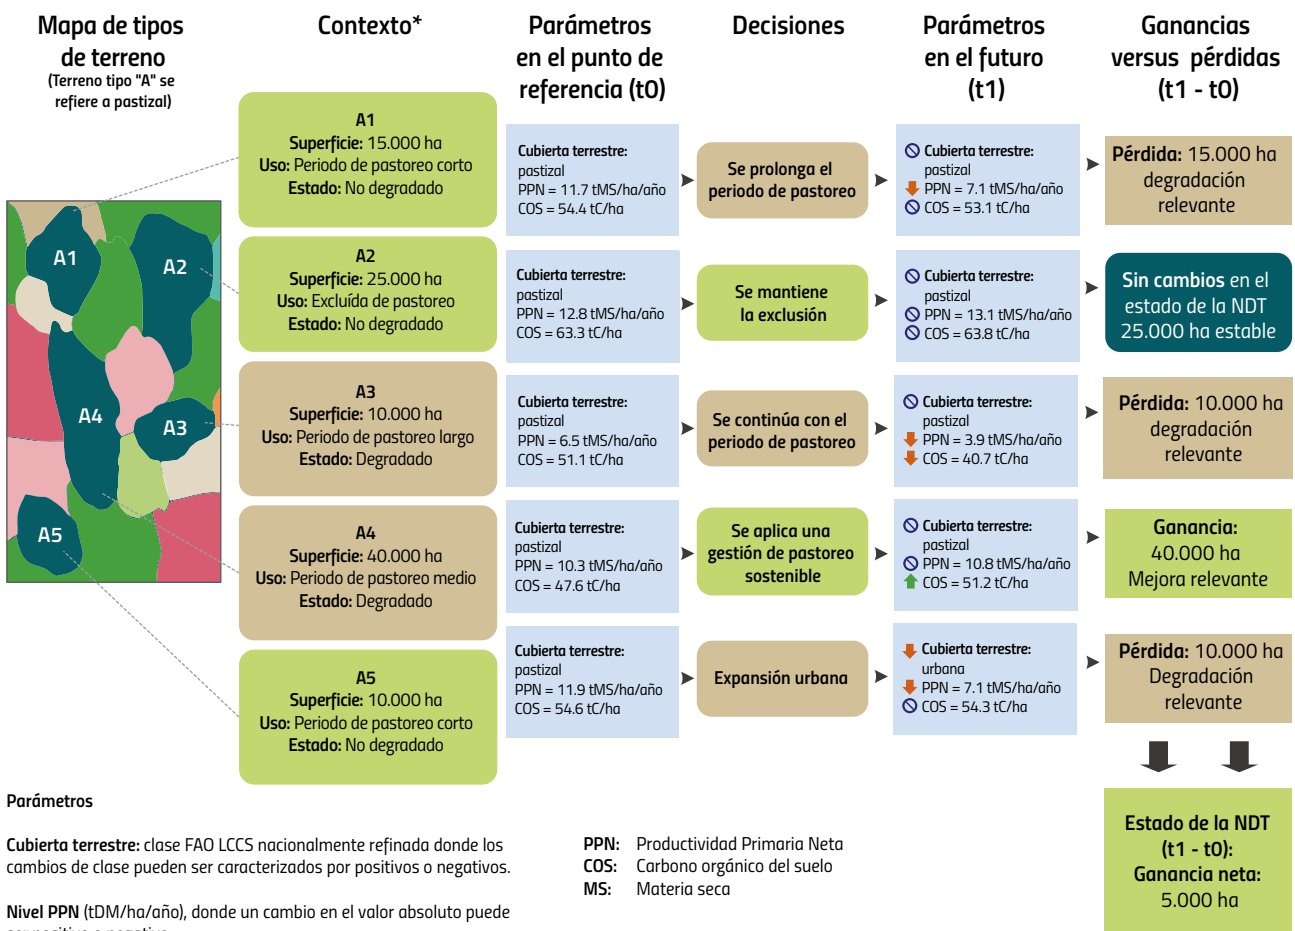 Mapa de tipos
de terreno
(Terreno tipo "A" se
refiere a pastizal)
Contexto*
Parámetros
en el punto de
referencia (t0)
Decisiones
Parámetros
en el futuro
(t1)
Ganancias
versus pérdidas
(t1 - t0)
A1
A2
A3
A4
A5
A1
Superficie: 15.000 ha
Uso: Periodo de pastoreo corto
Estado: No degradado
Cubierta terrestre:
pastizal
PPN = 11.7 tMS/ha/año
COS = 54.4 tC/ha
Se prolonga el
periodo de pastoreo
Cubierta terrestre:
pastizal
PPN = 7.1 tMS/ha/año
COS = 53.1 tC/ha
Pérdida: 15.000 ha
degradación
relevante
A2
Superficie: 25.000 ha
Uso: Excluída de pastoreo
Estado: No degradado
Cubierta terrestre:
pastizal
PPN = 12.8 tMS/ha/año
COS = 63.3 tC/ha
Se mantiene
la exclusión
Cubierta terrestre:
pastizal
PPN = 13.1 tMS/ha/año
COS = 63.8 tC/ha
Sin cambios en el
estado de la NDT
25.000 ha estable
A3
Superficie: 10.000 ha
Uso: Periodo de pastoreo largo
Estado: Degradado
Cubierta terrestre:
pastizal
PPN = 6.5 tMS/ha/año
COS = 51.1 tC/ha
Se continúa con el
periodo de pastoreo
Cubierta terrestre:
pastizal
PPN = 3.9 tMS/ha/año
COS = 40.7 tC/ha
Pérdida: 10.000 ha
degradación
relevante
A4
Superficie: 40.000 ha
Uso: Periodo de pastoreo medio
Estado: Degradado
Cubierta terrestre:
pastizal
PPN = 10.3 tMS/ha/año
COS = 47.6 tC/ha
Se aplica una
gestión de pastoreo
sostenible
Cubierta terrestre:
pastizal
PPN = 10.8 tMS/ha/año
COS = 51.2 tC/ha
Ganancia:
40.000 ha
Mejora relevante
A5
Superficie: 10.000 ha
Uso: Periodo de pastoreo corto
Estado: No degradado
Cubierta terrestre:
pastizal
PPN = 11.9 tMS/ha/año
COS = 54.6 tC/ha
Expansión urbana
Cubierta terrestre:
urbana
PPN = 7.1 tMS/ha/año
COS = 54.3 tC/ha
Pérdida: 10.000 ha
Degradación
relevante
Estado de la NDT
(t1 - t0):
Ganancia neta:
5.000 ha
Parámetros
Cubierta terrestre: clase FAO LCCS nacionalmente refinada donde los
cambios de clase pueden ser caracterizados por positivos o negativos.
Nivel PPN (tDM/ha/año), donde un cambio en el valor absoluto puede
PPN: Productividad Primaria Neta
COS: Carbono orgánico del suelo
MS: Materia seca